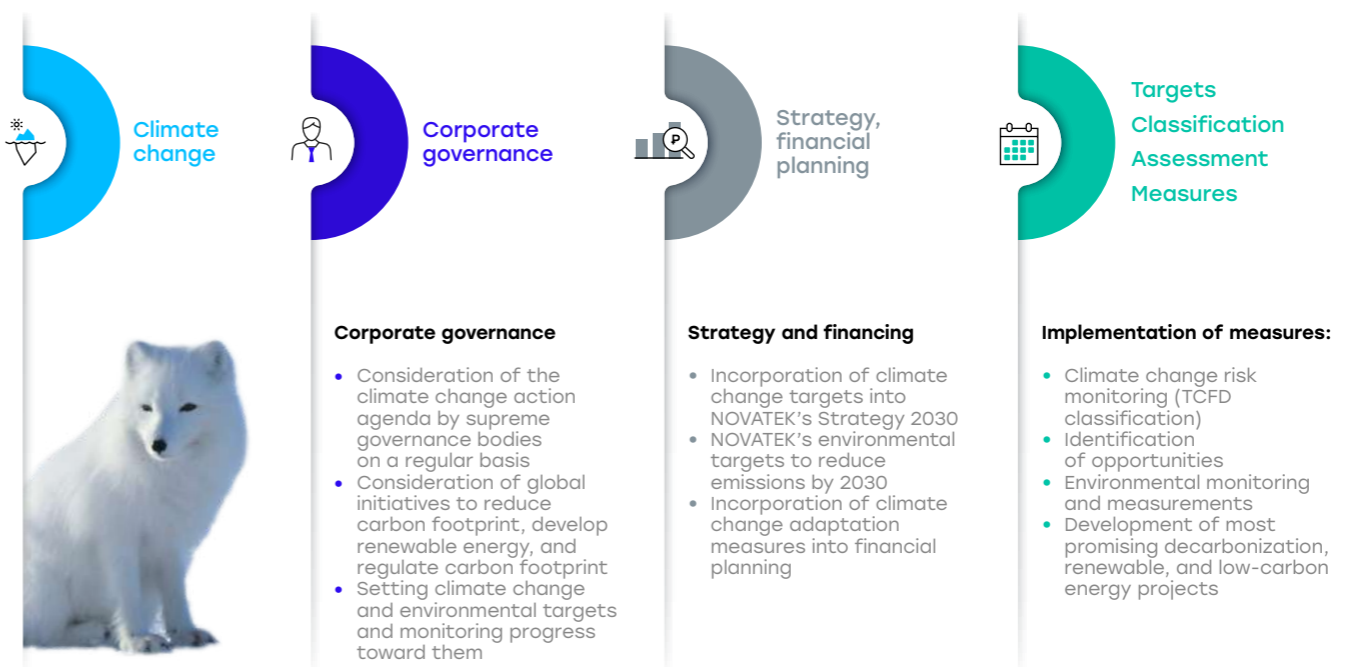 Climate
change
Corporate
governance
Strategy,
financial
planning
Targets
Classification
Assessment
Measures
₽
Corporate governance
• Consideration of the
climate change action
agenda by supreme
governance bodies
on a regular basis
• Consideration of global
initiatives to reduce
carbon footprint, develop
renewable energy, and
regulate carbon footprint
• Setting climate change
and environmental targets
and monitoring progress
toward them
Strategy and financing
• Incorporation of climate
change targets into
NOVATEK’s Strategy 2030
• NOVATEK’s environmental
targets to reduce
emissions by 2030
• Incorporation of climate
change adaptation
measures into financial
planning
Implementation of measures:
• Climate change risk
monitoring (TCFD
classification)
• Identification
of opportunities
• Environmental monitoring
and measurements
• Development of most
promising decarbonization,
renewable, and low-carbon
energy projects